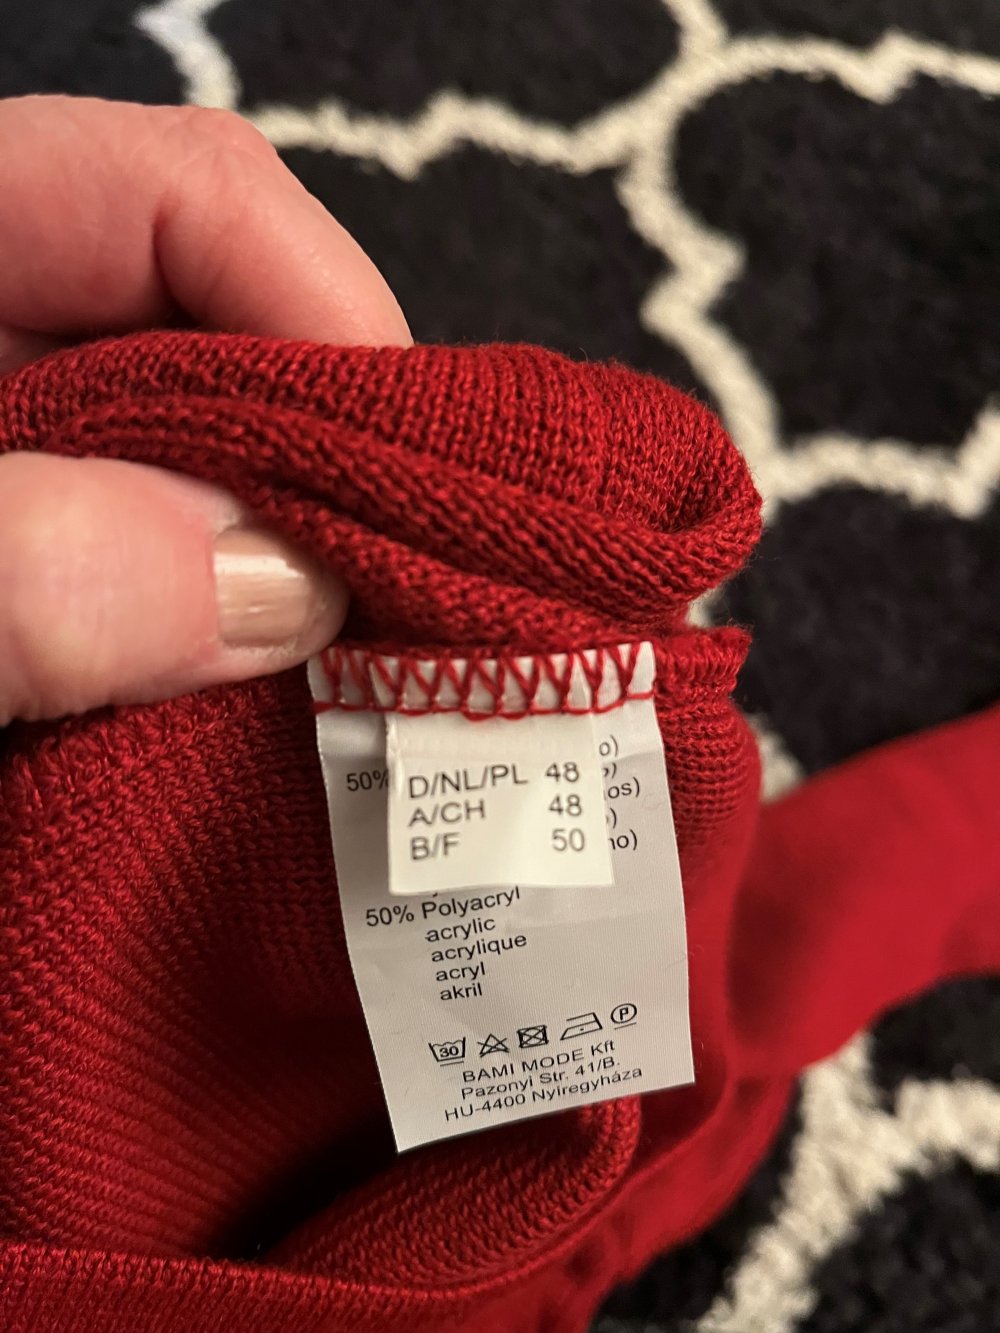 D/NL/PL 48
A/CH 48
B/F 50
50%
os)
50% Polyacryl
acrylic
acrylique
acryl
akril
30 P
BAMI MODE Kft
Pazonyi Str. 41/B.
HU-4400 Nyíregyháza